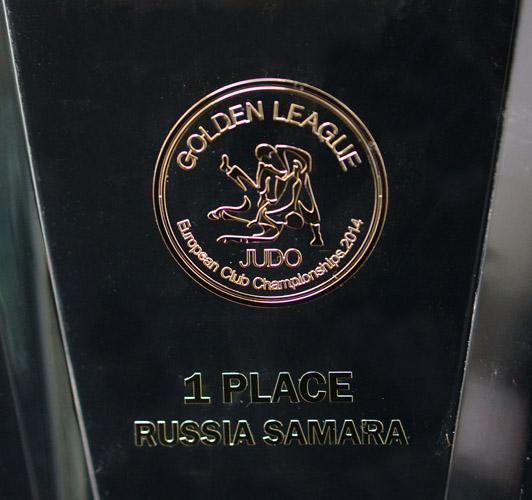 GOLDEN LEAGUE
JUDO
European Club Championships.2014
1 PLACE
RUSSIA SAMARA